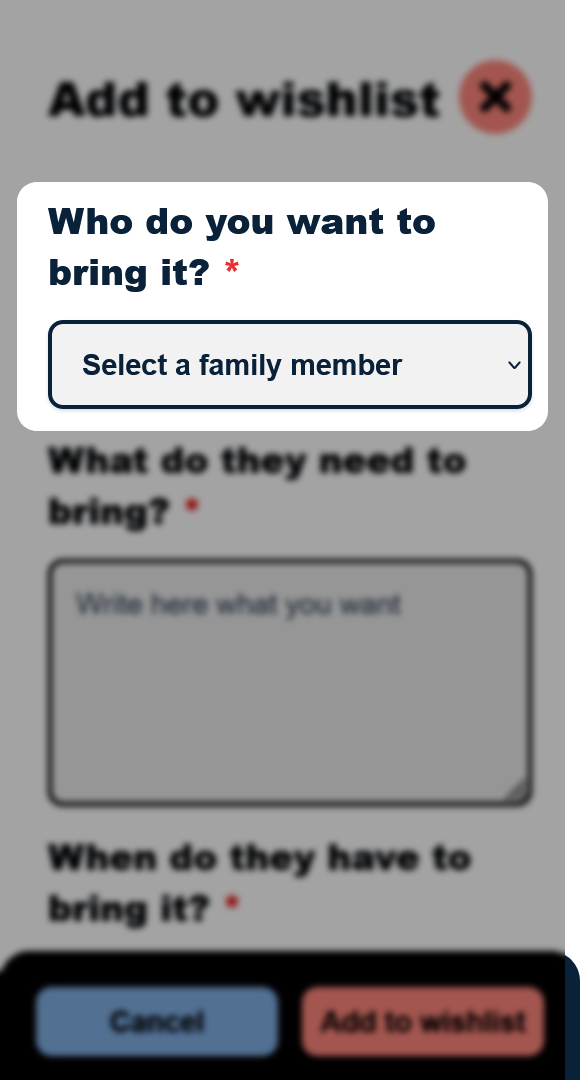 Add to wishlist
Who do you want to
bring it? *
Select a family member
What do they need to
bring? *
Write here what you want
When do they have to
bring it? *
Cancel
Add to wishlist